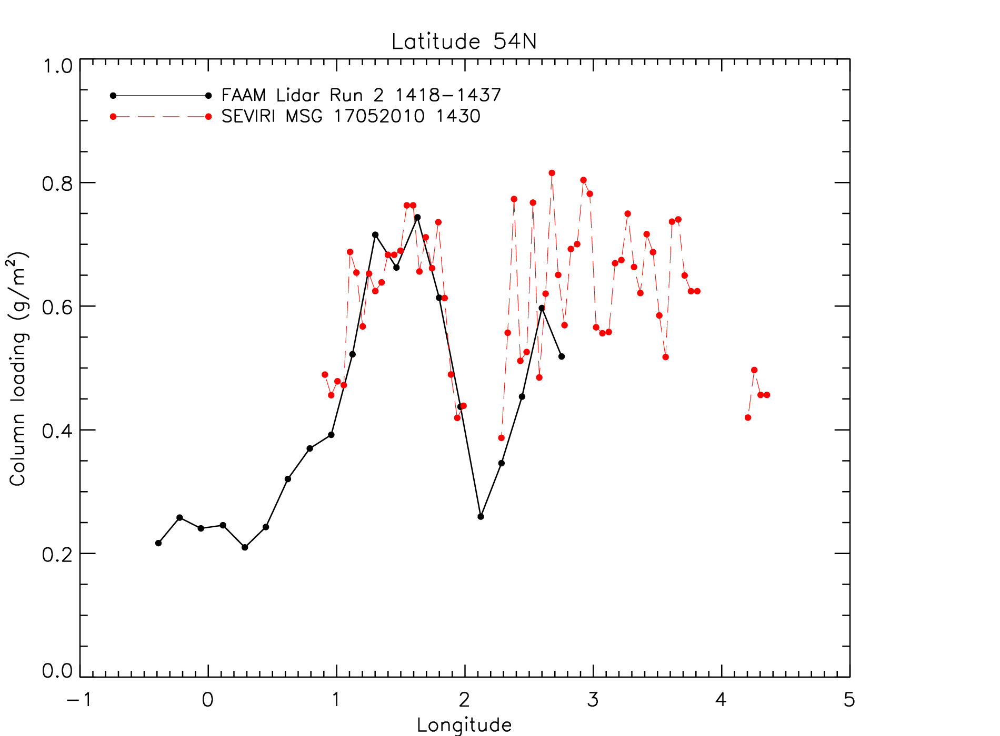 Latitude 54N
1.0
FAAM Lidar Run 2 1418-1437
SEVIRI MSG 17052010 1430
0.8
0.6
0.4
0.2
0.0
Column loading (g/m²)
-1 0 1 2 3 4 5
Longitude